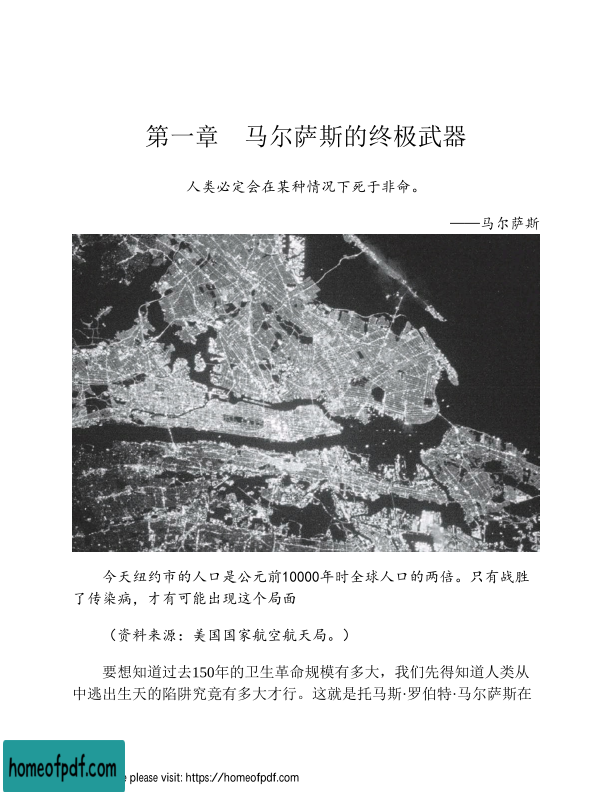 第一章　马尔萨斯的终极武器
人类必定会在某种情况下死于非命。
——马尔萨斯
今天纽约市的人口是公元前10000年时全球人口的两倍。只有战胜
了传染病，才有可能出现这个局面
（资料来源：美国国家航空航天局。）
要想知道过去150年的卫生革命规模有多大，我们先得知道人类从
中逃出生天的陷阱究竟有多大才行。这就是托马斯·罗伯特·马尔萨斯在
homeofpdf.com
please visit: https://homeofpdf.com